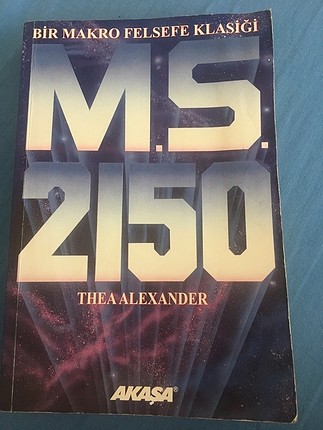 BİR MAKRO FELSEFE KLASİĞİ
M.S.
2150
THEA ALEXANDER
AKAŞA®